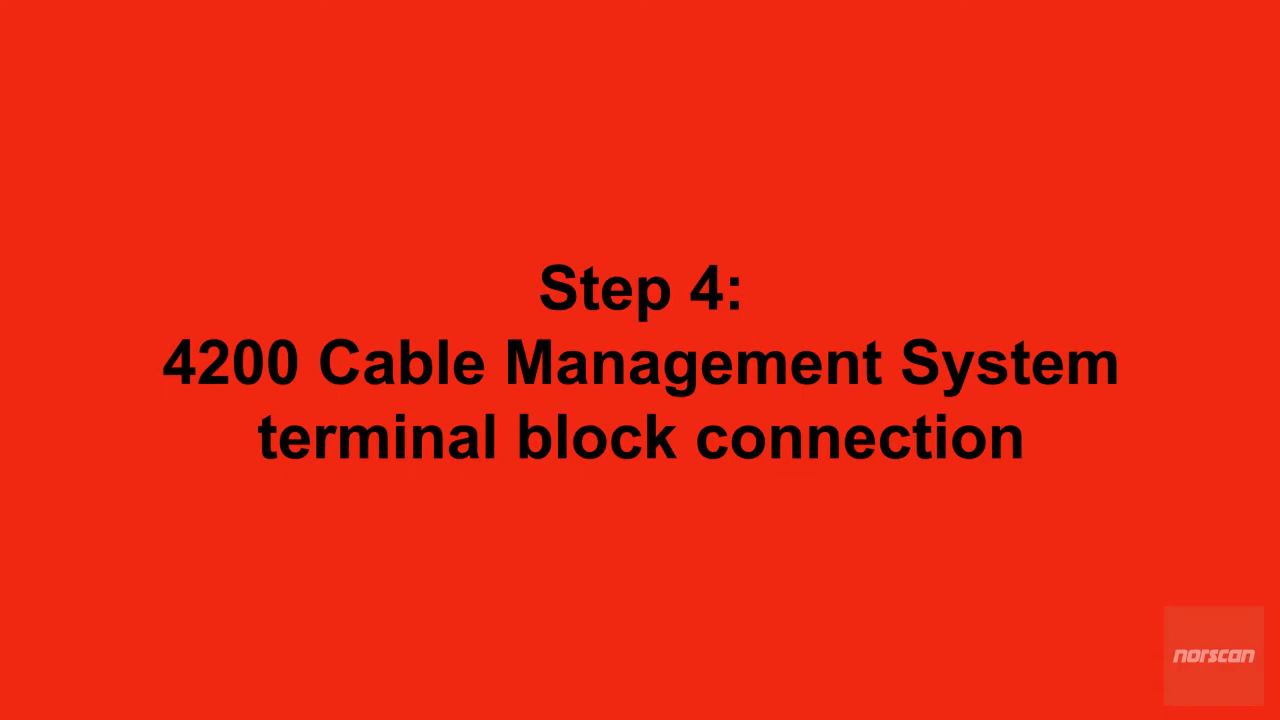 Step 4:
4200 Cable Management System
terminal block connection
norscan